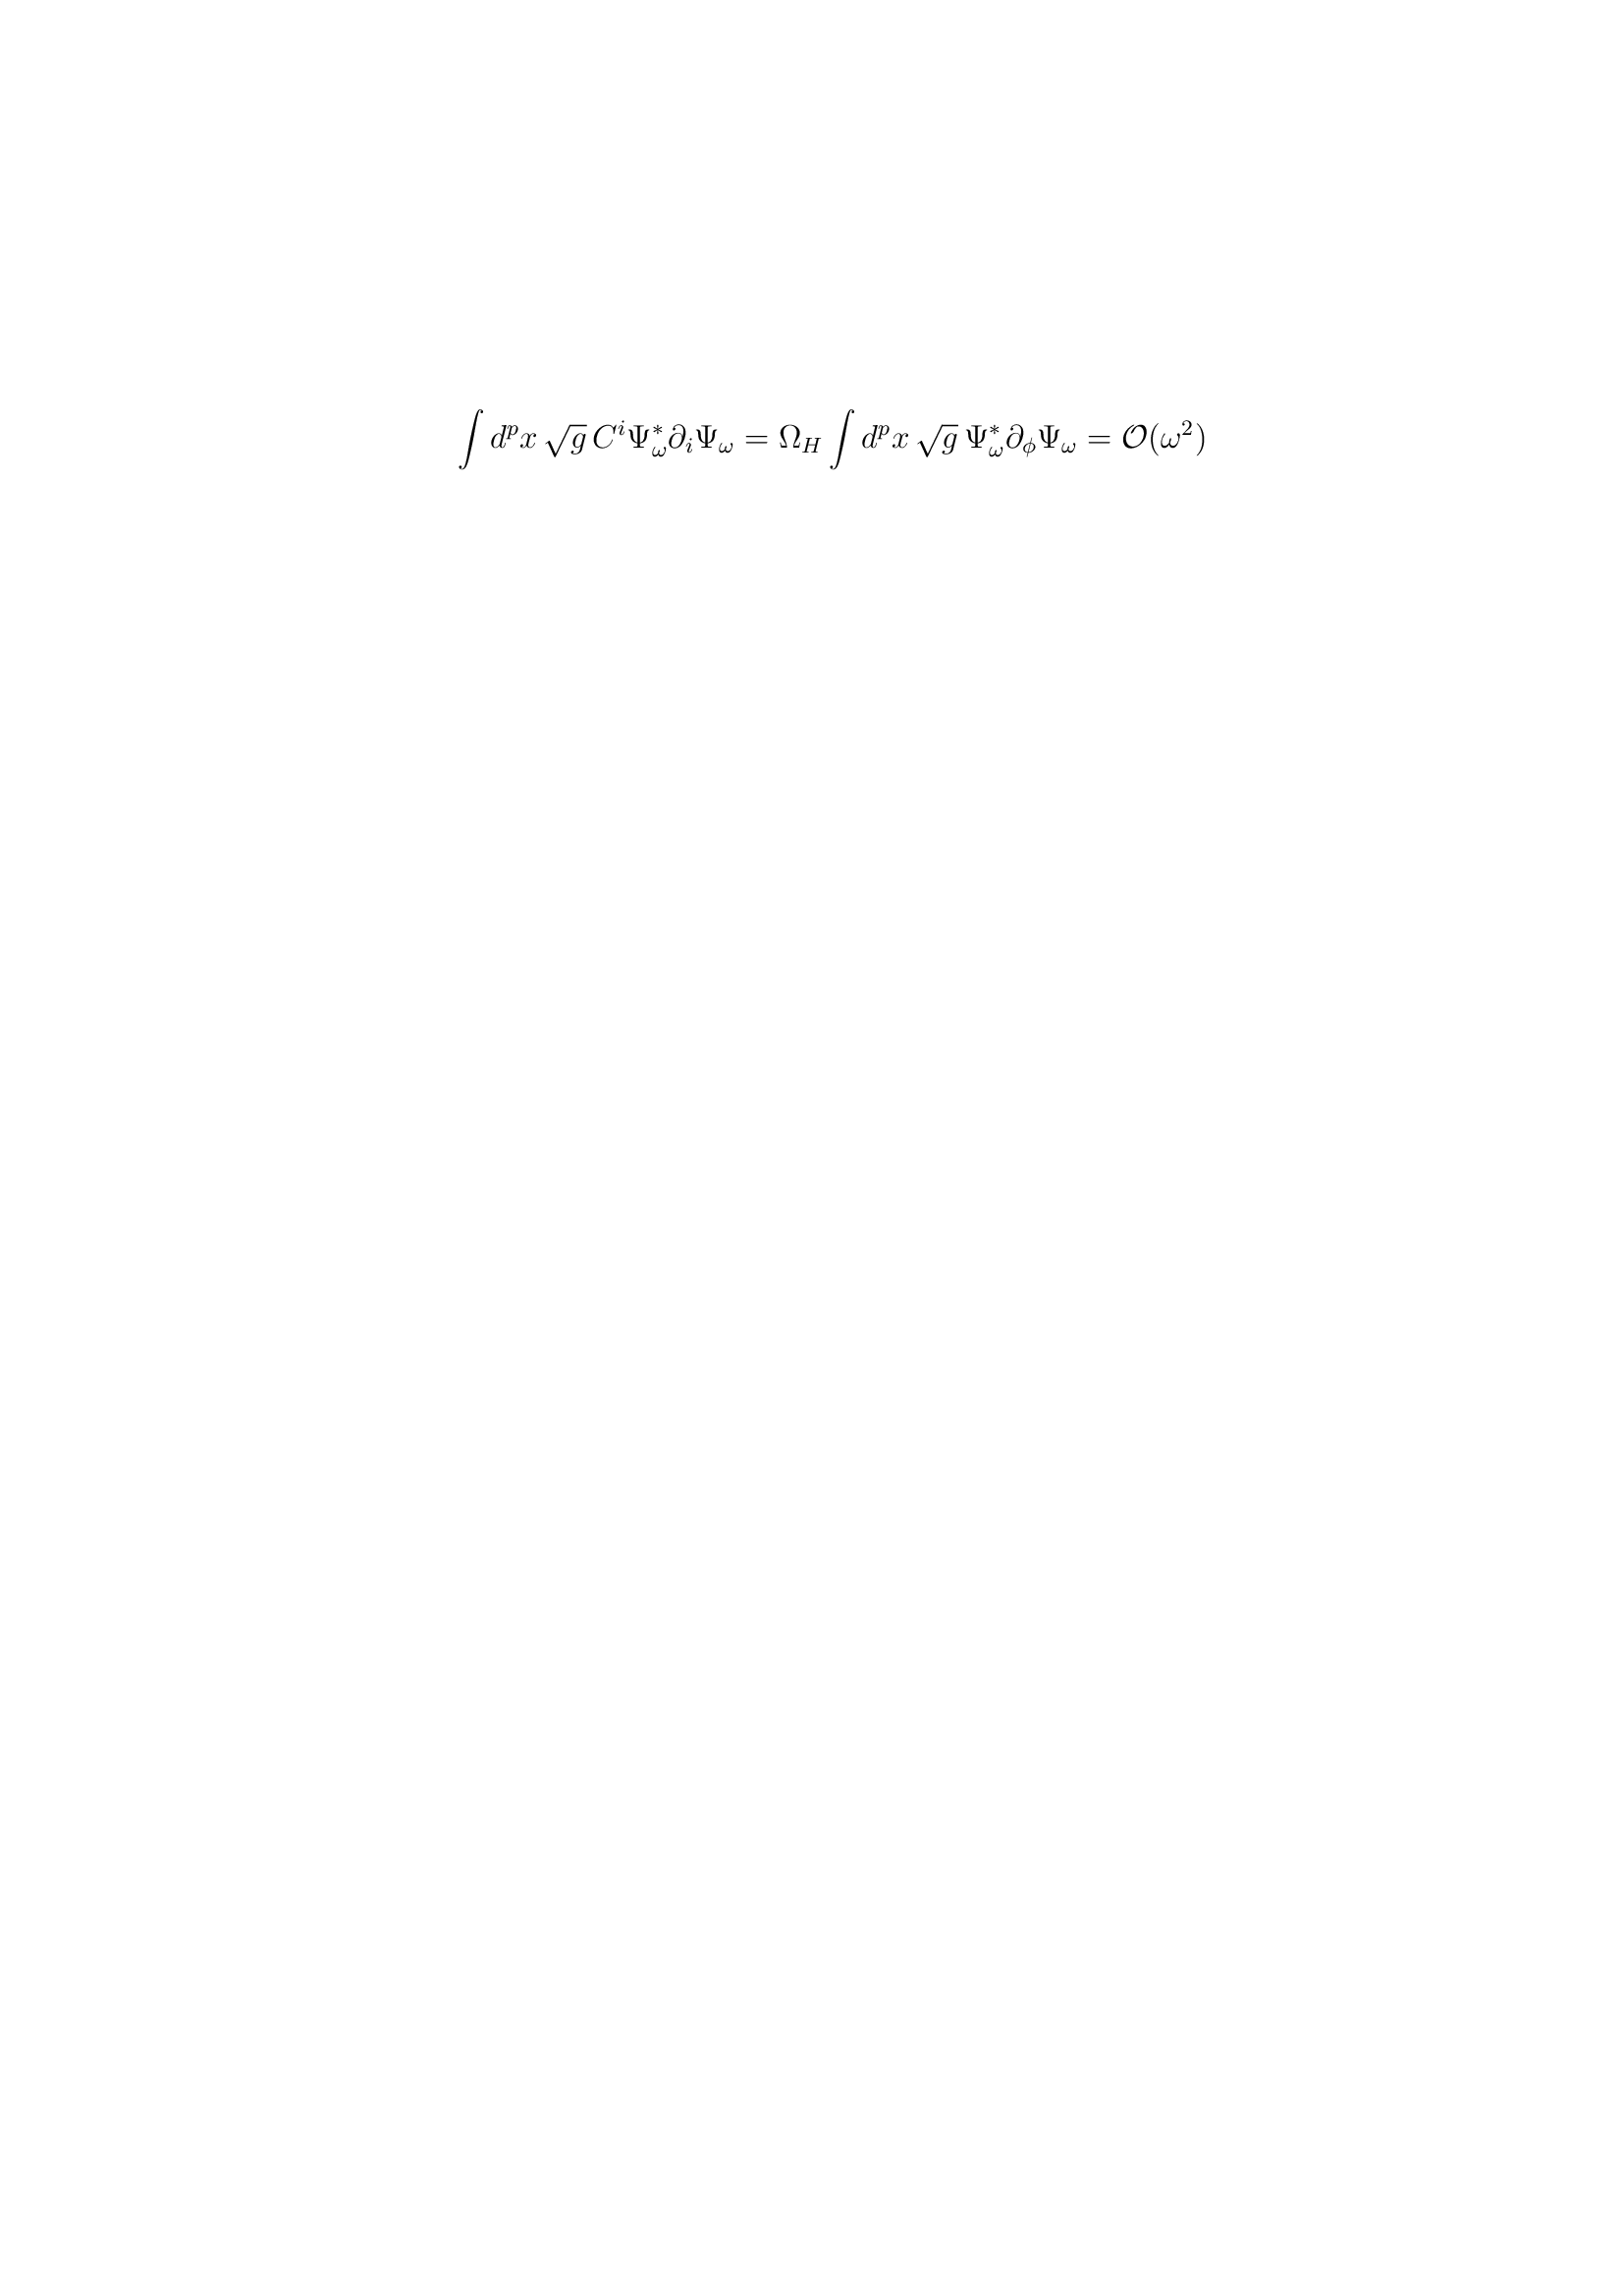 \int d^p x \, \sqrt{g} \, C^i \Psi^*_\omega \partial_i \Psi_\omega = \Omega_H \int d^p x \, \sqrt{g} \, \Psi^*_\omega \partial_\phi \Psi_\omega = \mathcal{O}(\omega^2)